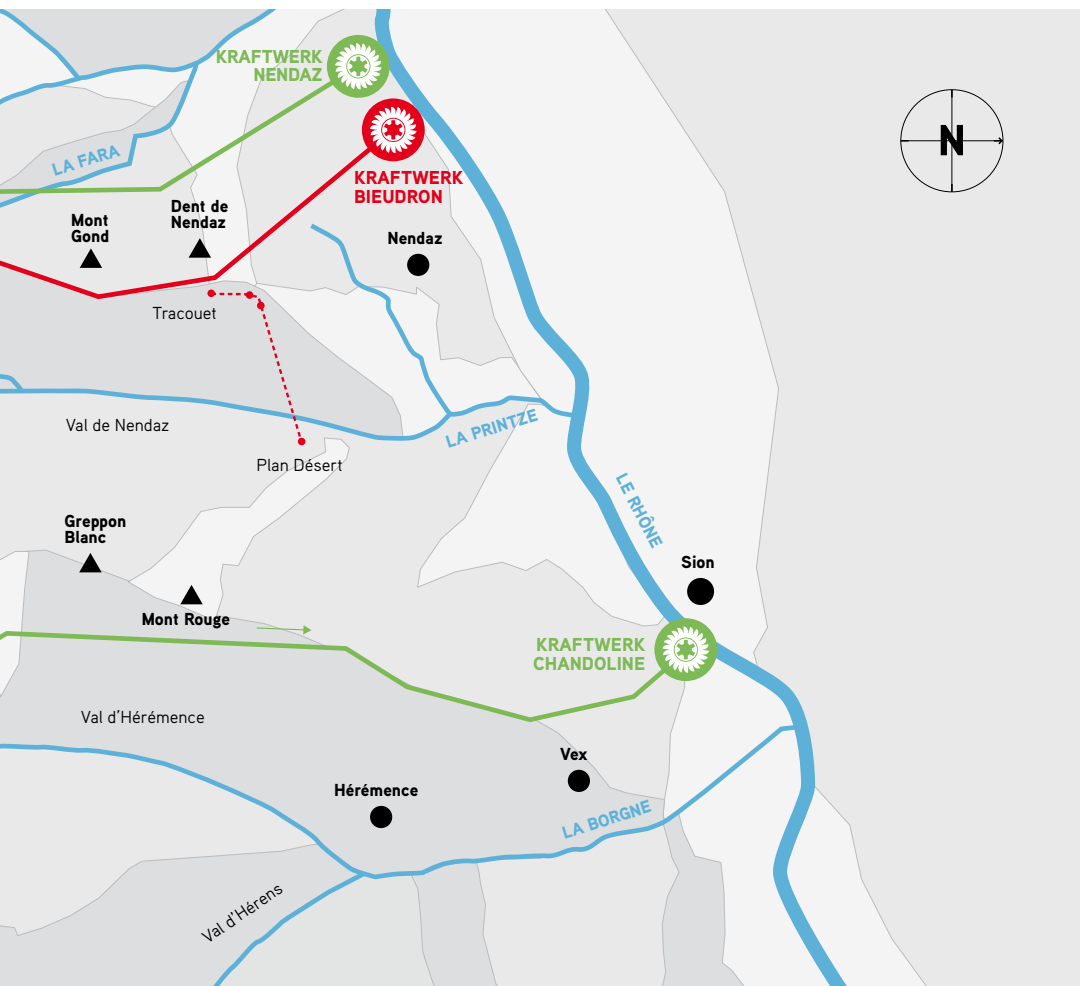 KRAFTWERK
NENDAZ
N
LA FARA
KRAFTWERK
BIEUDRON
Mont
Gond
Dent de
Nendaz
Nendaz
Tracouet
Val de Nendaz
LA PRINTZE
Plan Désert
LE RHÔNE
Greppon
Blanc
Sion
Mont Rouge
KRAFTWERK
CHANDOLINE
Val d'Hérémence
Vex
Hérémence
LA BORGNE
Val d'Hérens